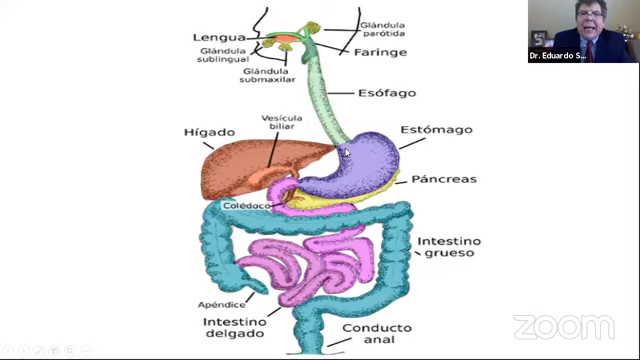 Glándula
parótida
Lengua
Faringe
Glándula
sublingual
Glándula
submaxilar
Esófago
Vesícula
biliar
Hígado
Estómago
Páncreas
Colédoco
Intestino
grueso
Apéndice
Intestino
delgado
Conducto
anal
Dr. Eduardo S...
zoom